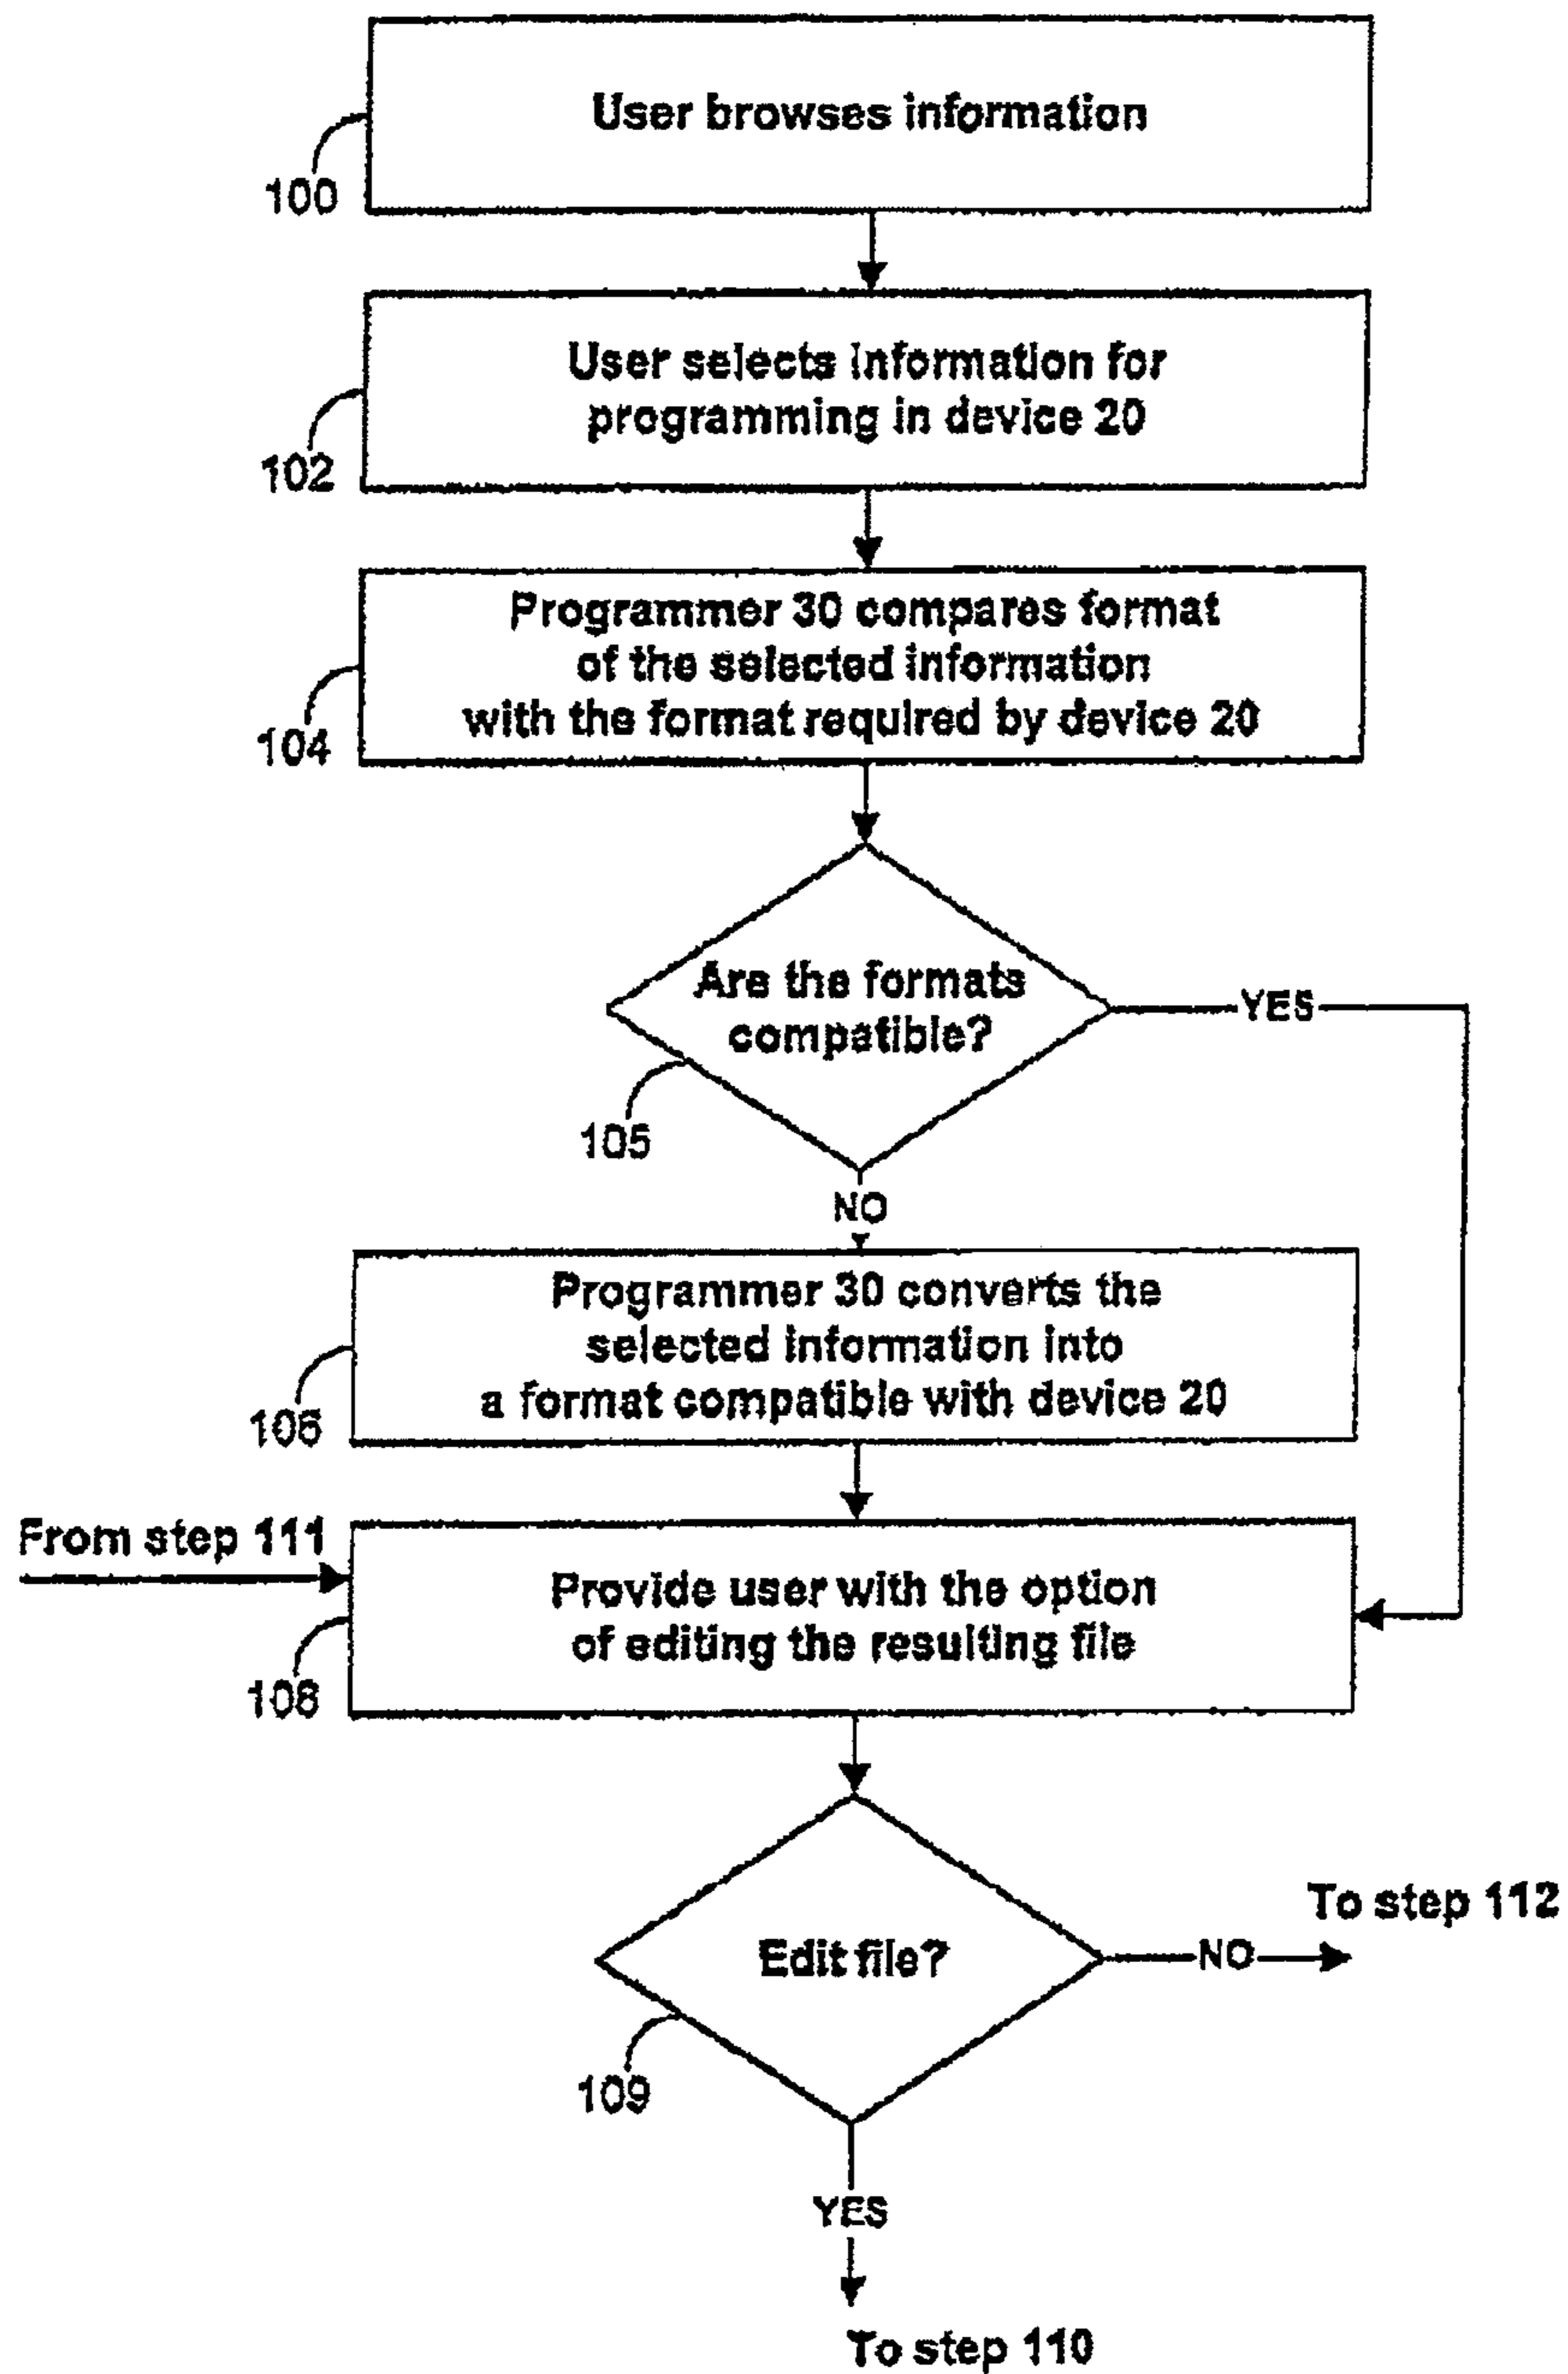 User browses information
100
User selects information for
programming in device 20
102
Programmer 30 compares format
of the selected information
with the format required by device 20
104
Are the formats
compatible?
YES
105
NO
Programmer 30 converts the
selected information into
a format compatible with device 20
106
From step 111
Provide user with the option
of editing the resulting file
108
To step 112
Edit file?
NO
109
YES
To step 110